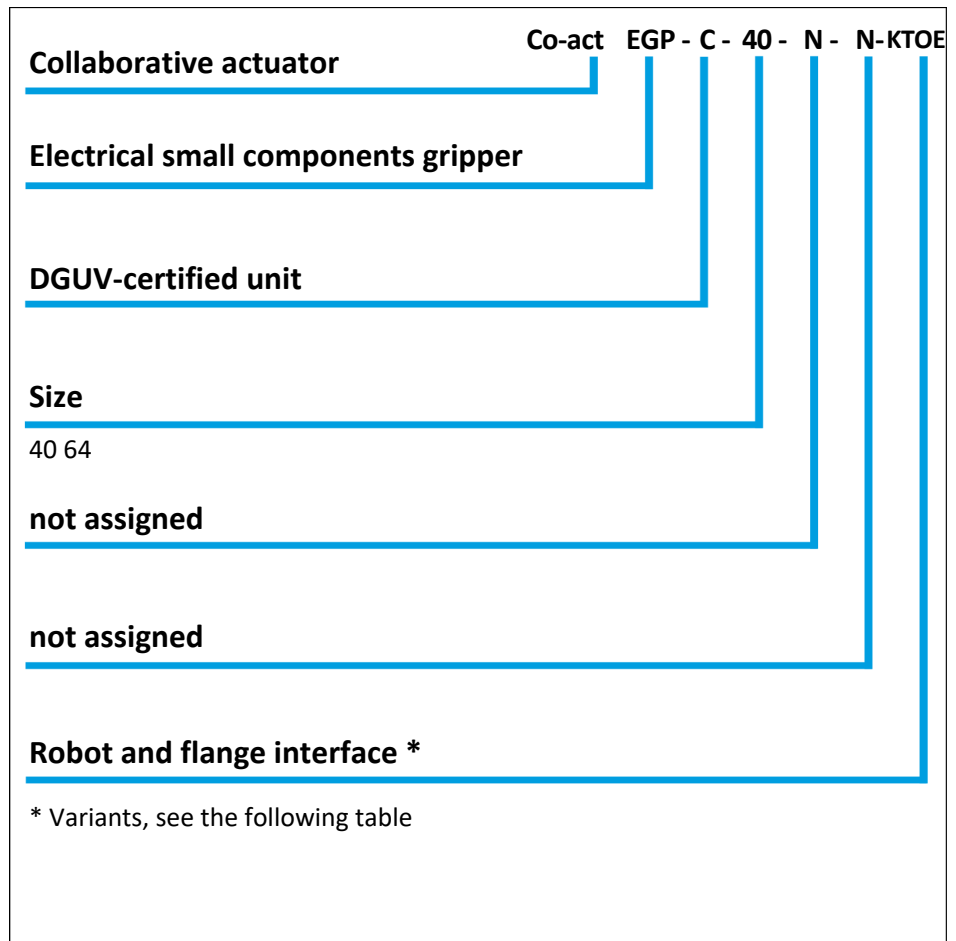 Co-act EGP - C - 40 - N - N-KTOE
Collaborative actuator
Electrical small components gripper
DGUV-certified unit
Size
40 64
not assigned
not assigned
Robot and flange interface *
* Variants, see the following table